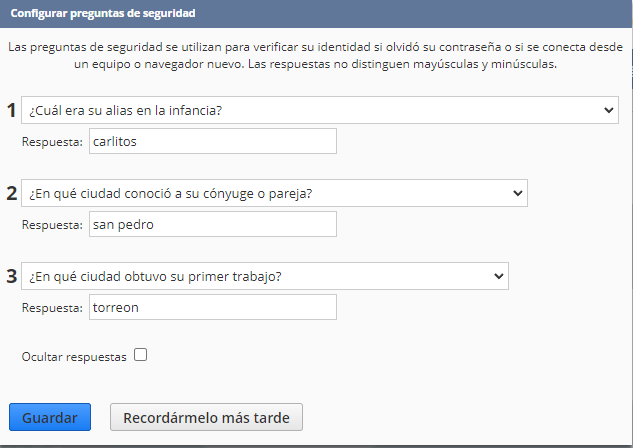 Configurar preguntas de seguridad
Las preguntas de seguridad se utilizan para verificar su identidad si olvidó su contraseña o si se conecta desde
un equipo o navegador nuevo. Las respuestas no distinguen mayúsculas y minúsculas.
1 ¿Cuál era su alias en la infancia?
Respuesta: carlitos
2 ¿En qué ciudad conoció a su cónyuge o pareja?
Respuesta: san pedro
3 ¿En qué ciudad obtuvo su primer trabajo?
Respuesta: torreon
Ocultar respuestas
Guardar Recordármelo más tarde